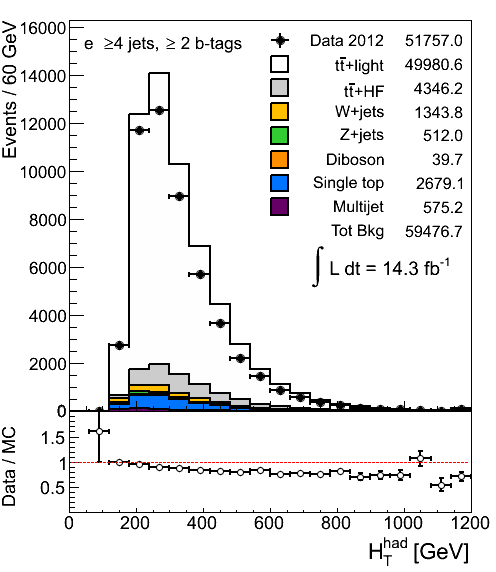 e ≥4 jets, ≥ 2 b-tags
Data 2012 51757.0
tt̄+light 49980.6
tt̄+HF 4346.2
W+jets 1343.8
Z+jets 512.0
Diboson 39.7
Single top 2679.1
Multijet 575.2
Tot Bkg 59476.7
∫ L dt = 14.3 fb⁻¹
Events / 60 GeV
16000
14000
12000
10000
8000
6000
4000
2000
0
Data / MC
1.5
1
0.5
0 200 400 600 800 1000 1200
H_T^had [GeV]